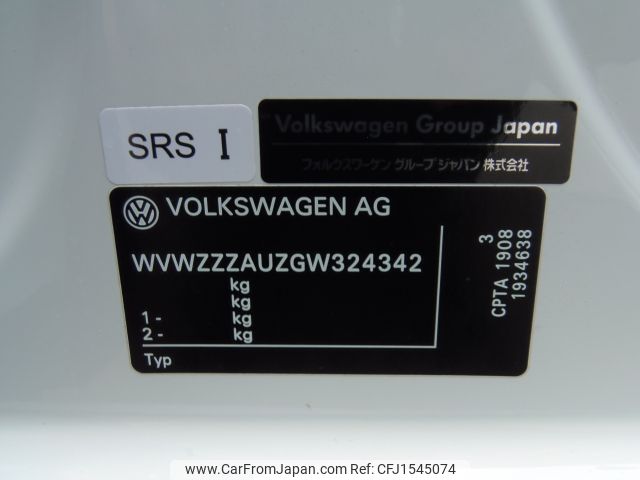 SRS I
Volkswagen Group Japan
フォルクスワーゲン グループ ジャパン 株式会社
VOLKSWAGEN AG
WVWZZZAUZGW324342
kg
kg
1 - kg
2 - kg
Typ
3
CPTA 1908
1934638
www.CarFromJapan.com Car Ref No. CFJ1545074